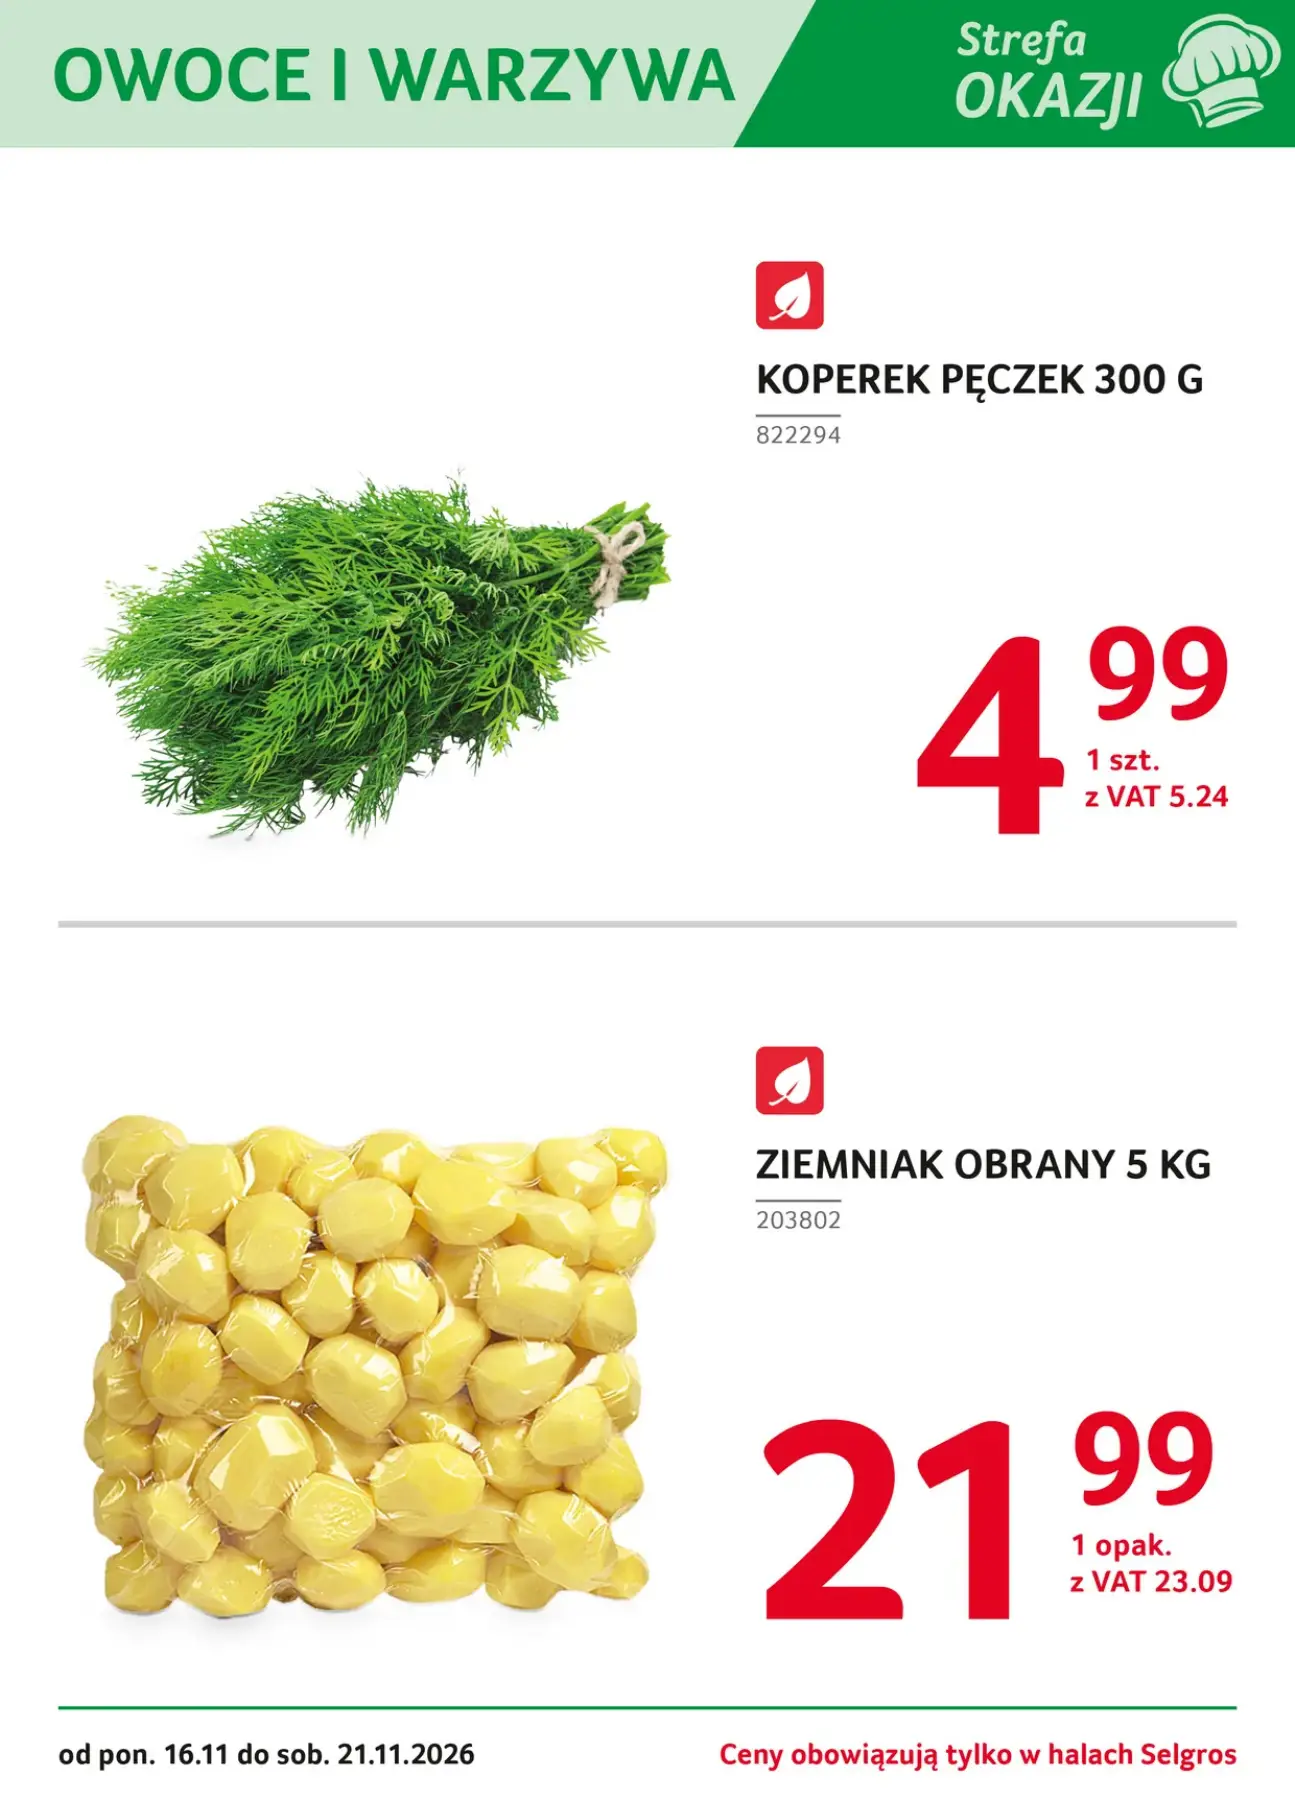 OWOCE I WARZYWA
Strefa
OKAZJI
KOPEREK PĘCZEK 300 G
822294
4 99
1 szt.
z VAT 5.24
ZIEMNIAK OBRANY 5 KG
203802
21 99
1 opak.
z VAT 23.09
od pon. 16.11 do sob. 21.11.2026
Ceny obowiązują tylko w halach Selgros